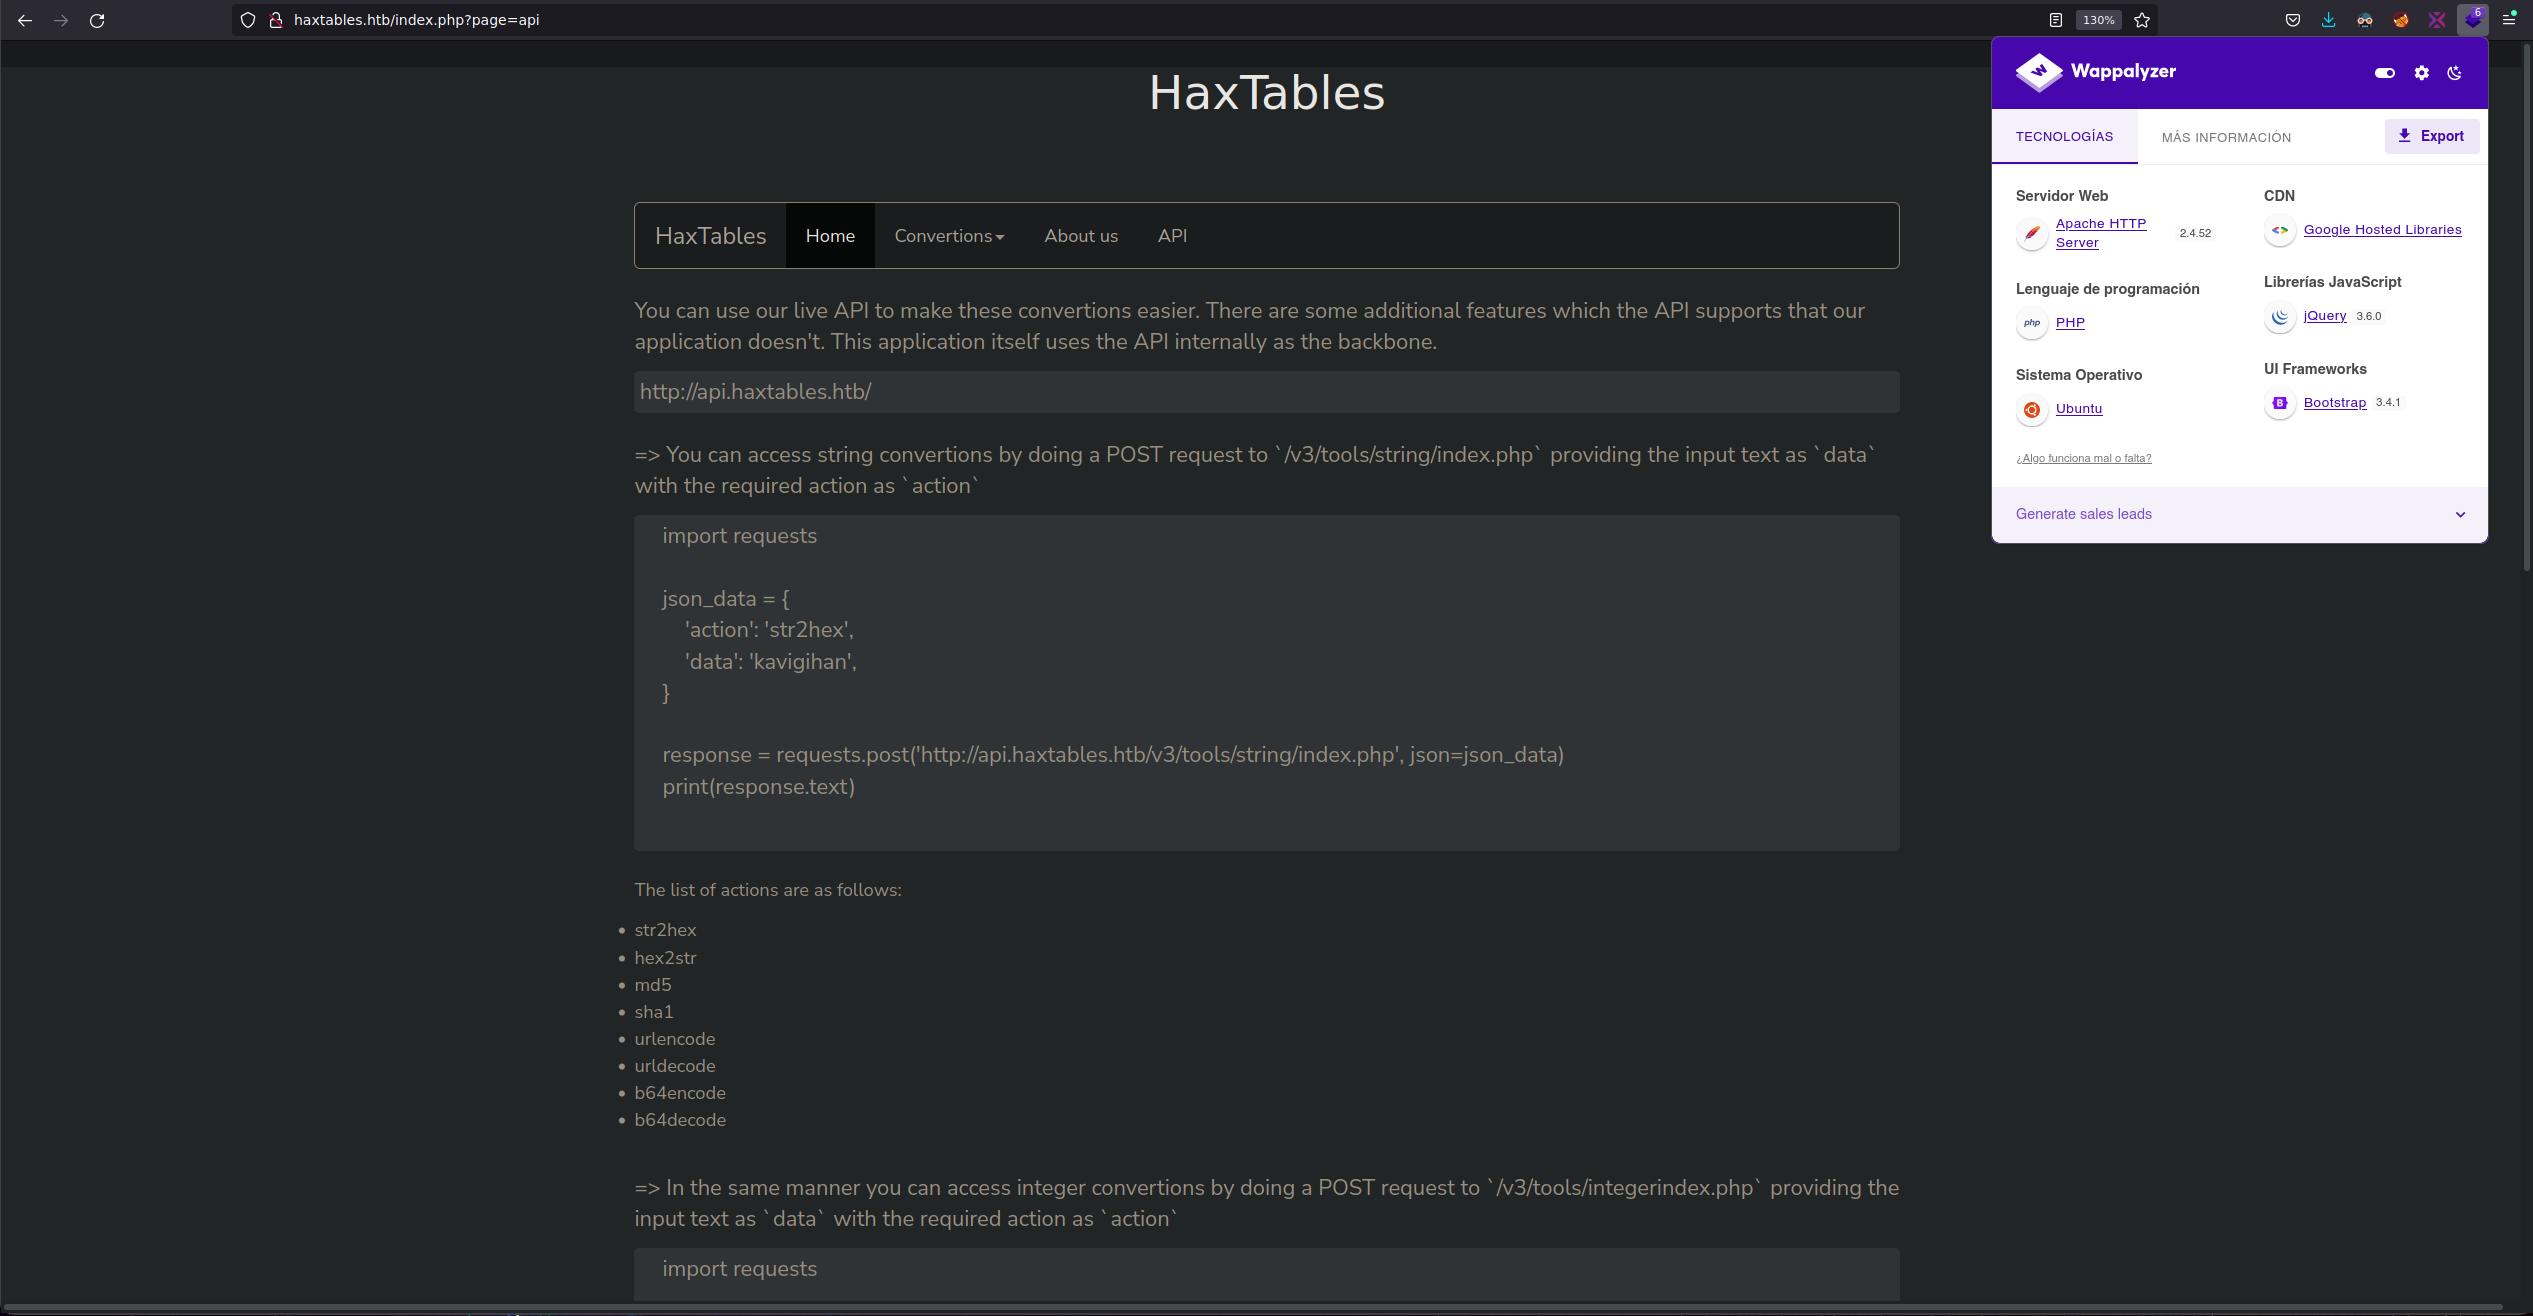 haxtables.htb/index.php?page=api
130%
6
HaxTables
HaxTables Home Convertions About us API
You can use our live API to make these convertions easier. There are some additional features which the API supports that our
application doesn't. This application itself uses the API internally as the backbone.
http://api.haxtables.htb/
=> You can access string convertions by doing a POST request to `/v3/tools/string/index.php` providing the input text as `data`
with the required action as `action`
import requests
json_data = {
'action': 'str2hex',
'data': 'kavigihan',
}
response = requests.post('http://api.haxtables.htb/v3/tools/string/index.php', json=json_data)
print(response.text)
The list of actions are as follows:
• str2hex
• hex2str
• md5
• sha1
• urlencode
• urldecode
• b64encode
• b64decode
=> In the same manner you can access integer convertions by doing a POST request to `/v3/tools/integerindex.php` providing the
input text as `data` with the required action as `action`
import requests
Wappalyzer
TECNOLOGÍAS MÁS INFORMACIÓN Export
Servidor Web
Apache HTTP
Server 2.4.52
Lenguaje de programación
php PHP
Sistema Operativo
Ubuntu
¿Algo funciona mal o falta?
CDN
Google Hosted Libraries
Librerías JavaScript
jQuery 3.6.0
UI Frameworks
B Bootstrap 3.4.1
Generate sales leads